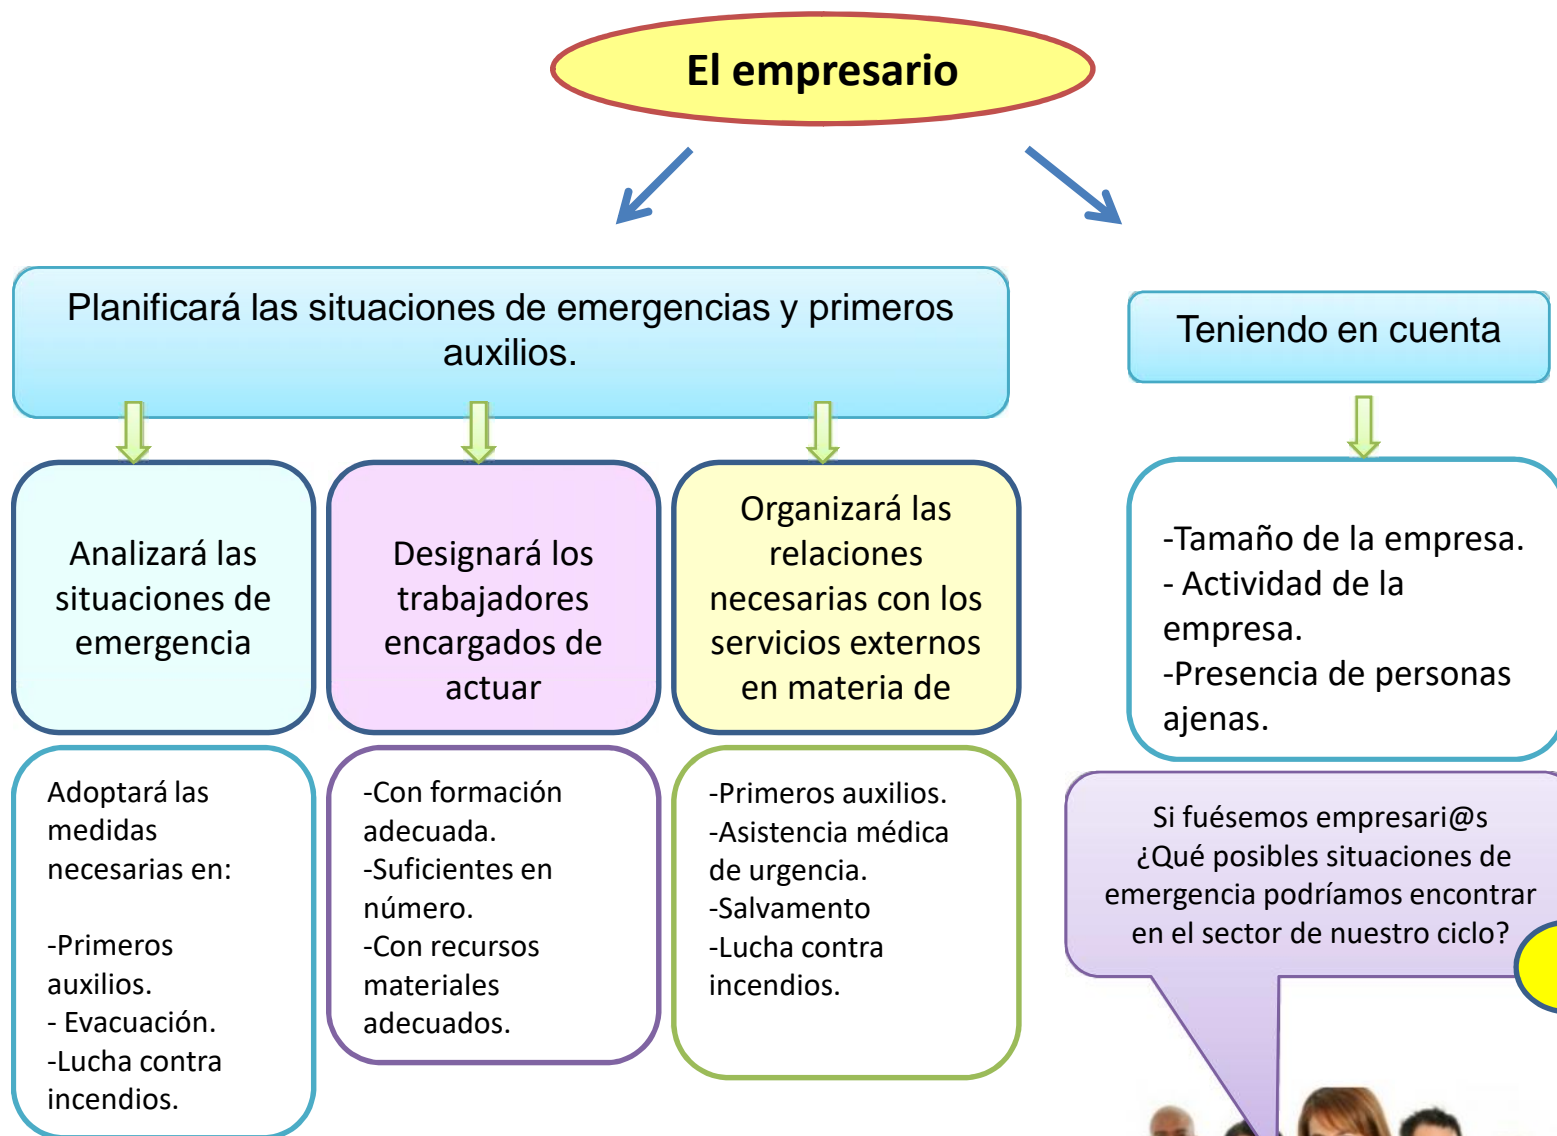 El empresario
Planificará las situaciones de emergencias y primeros
auxilios.
Teniendo en cuenta
Analizará las
situaciones de
emergencia
Designará los
trabajadores
encargados de
actuar
Organizará las
relaciones
necesarias con los
servicios externos
en materia de
-Tamaño de la empresa.
- Actividad de la
empresa.
-Presencia de personas
ajenas.
Adoptará las
medidas
necesarias en:
-Primeros
auxilios.
- Evacuación.
-Lucha contra
incendios.
-Con formación
adecuada.
-Suficientes en
número.
-Con recursos
materiales
adecuados.
-Primeros auxilios.
-Asistencia médica
de urgencia.
-Salvamento
-Lucha contra
incendios.
Si fuésemos empresari@s
¿Qué posibles situaciones de
emergencia podríamos encontrar
en el sector de nuestro ciclo?